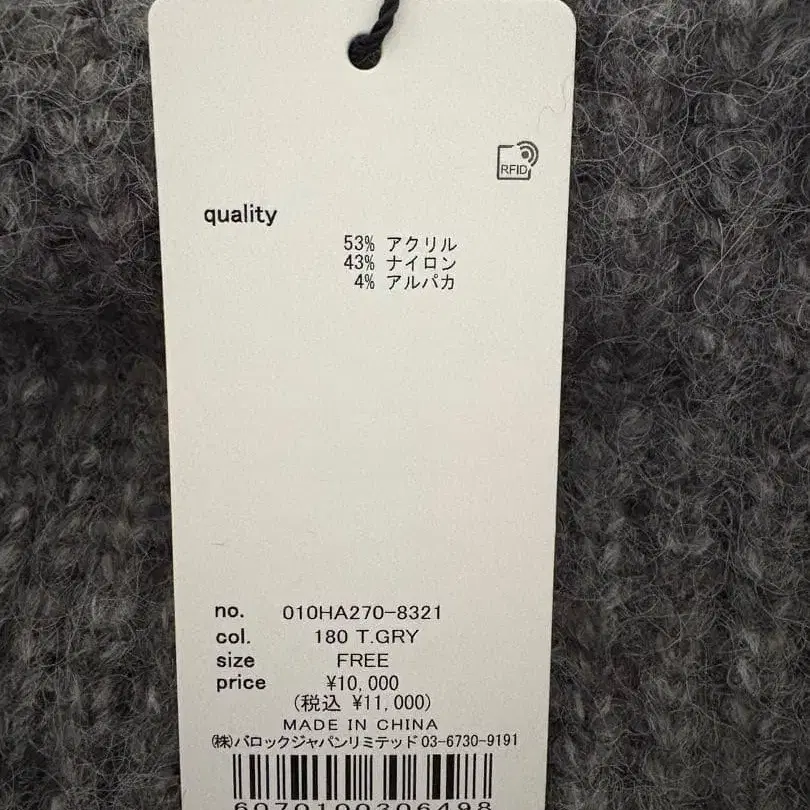 RFID
quality
53% アクリル
43% ナイロン
4% アルパカ
no. 010HA270-8321
col. 180 T.GRY
size FREE
price ¥10,000
(税込 ¥11,000)
MADE IN CHINA
(株)バロックジャパンリミテッド 03-6730-9191
6070100306498